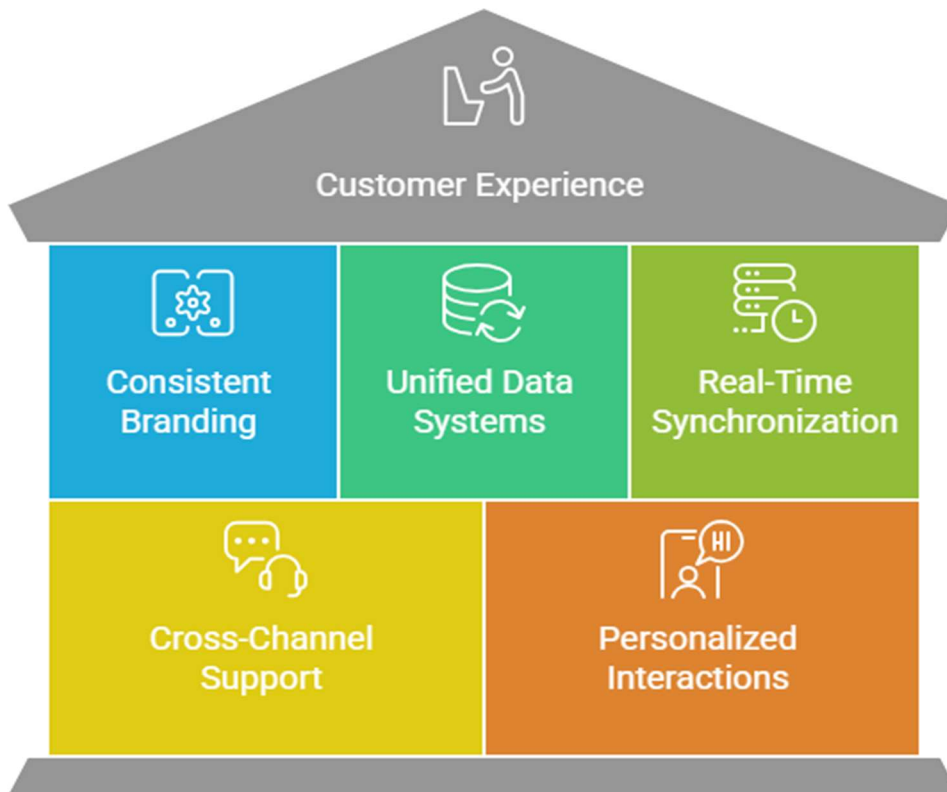 Customer Experience
Consistent
Branding
Unified Data
Systems
Real-Time
Synchronization
HI
Cross-Channel
Support
Personalized
Interactions